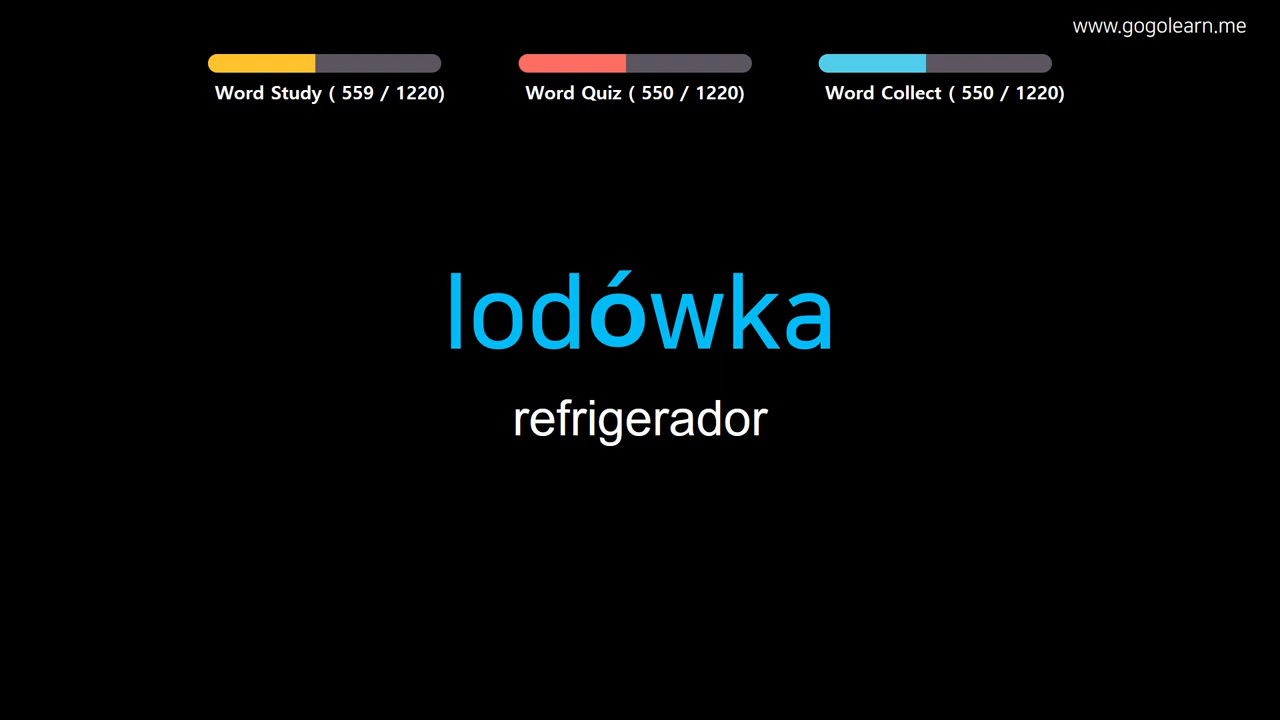 www.gogolearn.me
Word Study ( 559 / 1220)
Word Quiz ( 550 / 1220)
Word Collect ( 550 / 1220)
lodówka
refrigerador